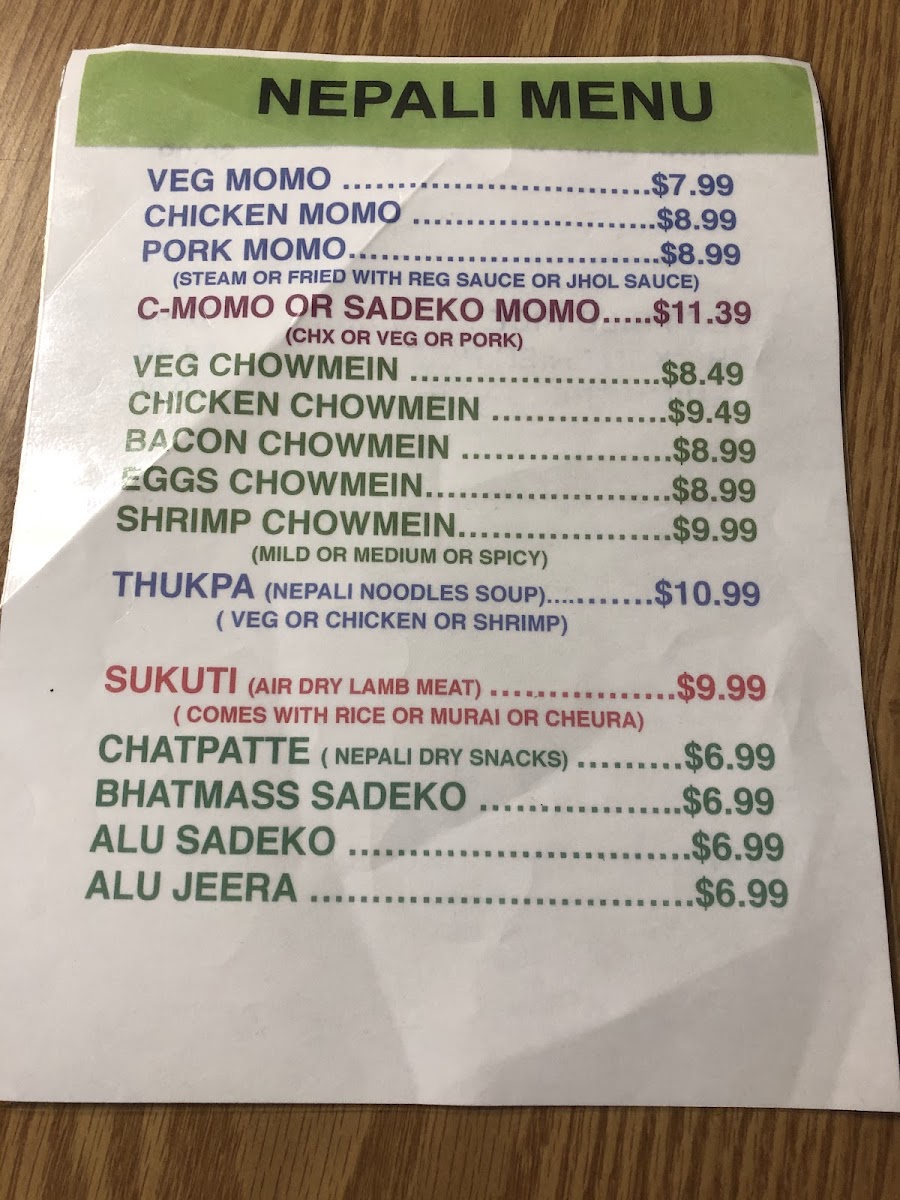 NEPALI MENU
VEG MOMO ..............................$7.99
CHICKEN MOMO ........................$8.99
PORK MOMO..............................$8.99
(STEAM OR FRIED WITH REG SAUCE OR JHOL SAUCE)
C-MOMO OR SADEKO MOMO.....$11.39
(CHX OR VEG OR PORK)
VEG CHOWMEIN ........................$8.49
CHICKEN CHOWMEIN .................$9.49
BACON CHOWMEIN ....................$8.99
EGGS CHOWMEIN.......................$8.99
SHRIMP CHOWMEIN....................$9.99
(MILD OR MEDIUM OR SPICY)
THUKPA (NEPALI NOODLES SOUP)...........$10.99
( VEG OR CHICKEN OR SHRIMP)
SUKUTI (AIR DRY LAMB MEAT) ..................$9.99
( COMES WITH RICE OR MURAI OR CHEURA)
CHATPATTE ( NEPALI DRY SNACKS) ..........$6.99
BHATMASS SADEKO ...................$6.99
ALU SADEKO ................................$6.99
ALU JEERA ....................................$6.99